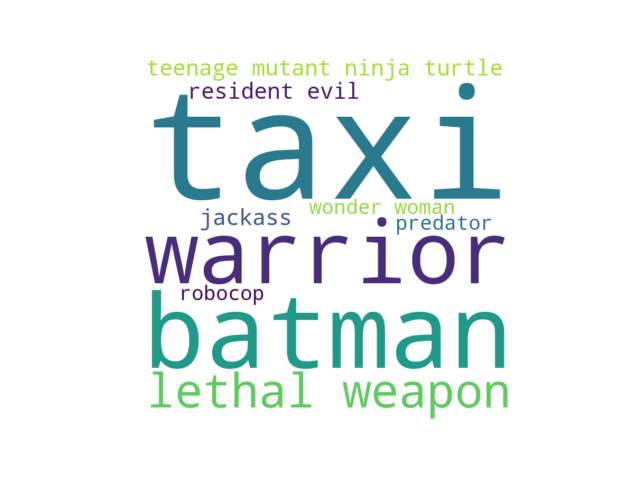 teenage mutant ninja turtle
resident evil
taxi
wonder woman
jackass
predator
warrior
robocop
batman
lethal weapon